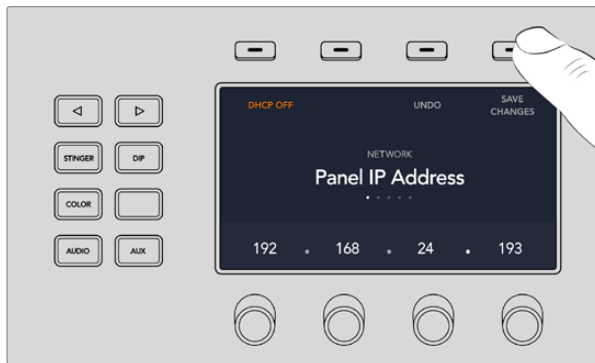 DHCP OFF
UNDO
SAVE
CHANGES
NETWORK
Panel IP Address
192 . 168 . 24 . 193
STINGER
DIP
COLOR
AUDIO
AUX